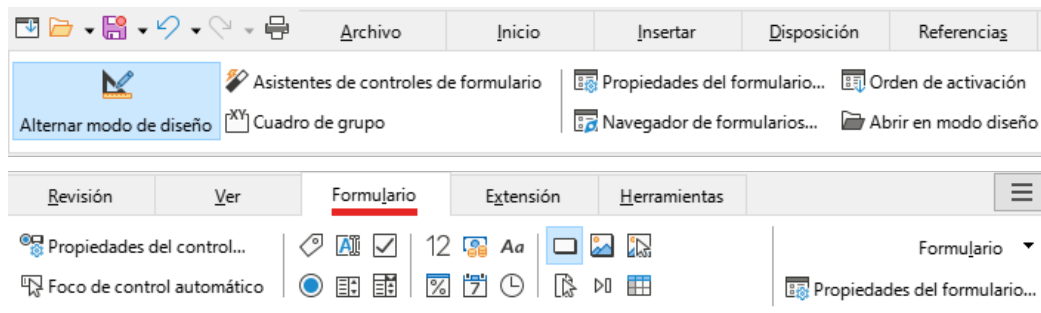 Archivo Inicio Insertar Disposición Referencias
Asistentes de controles de formulario Propiedades del formulario... Orden de activación
Alternar modo de diseño XY Cuadro de grupo Navegador de formularios... Abrir en modo diseño
Revisión Ver Formulario Extensión Herramientas
Propiedades del control... A 12 Aa Formulario
Foco de control automático % 7 Propiedades del formulario...